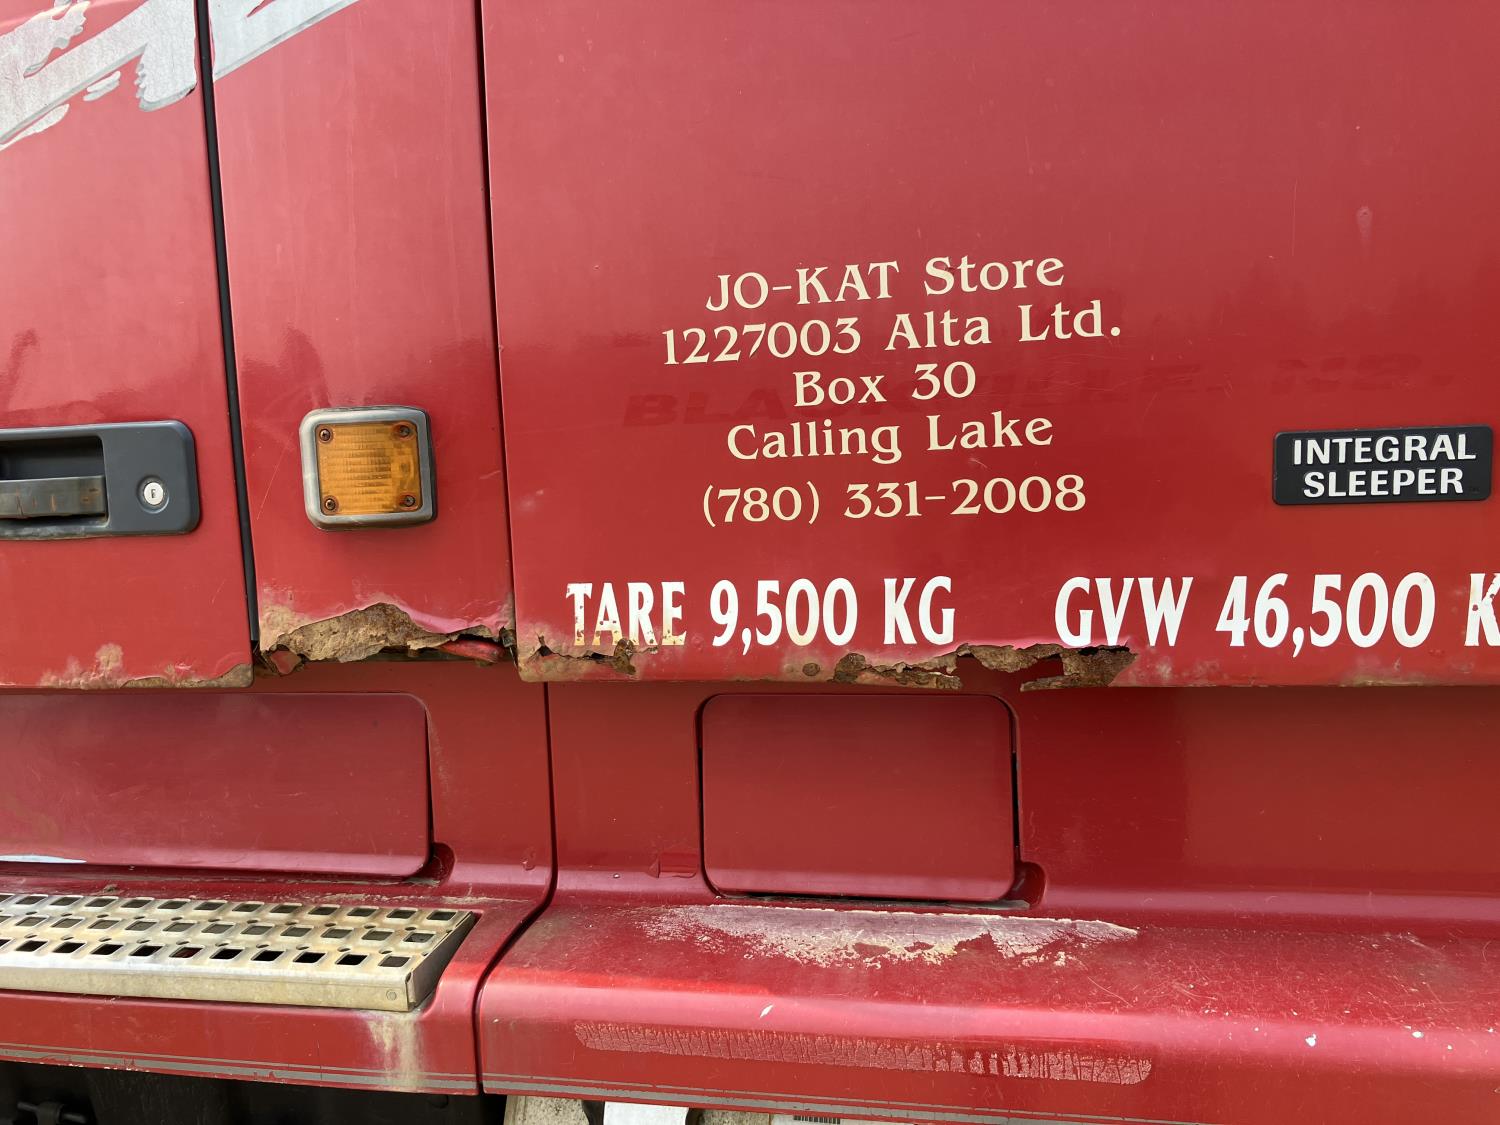 JO-KAT Store
1227003 Alta Ltd.
Box 30
Calling Lake
(780) 331-2008
INTEGRAL
SLEEPER
TARE 9,500 KG GVW 46,500 K